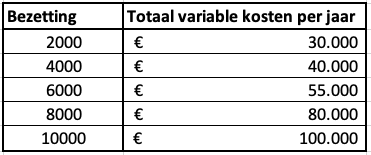 Bezetting Totaal variable kosten per jaar
2000 € 30.000
4000 € 40.000
6000 € 55.000
8000 € 80.000
10000 € 100.000